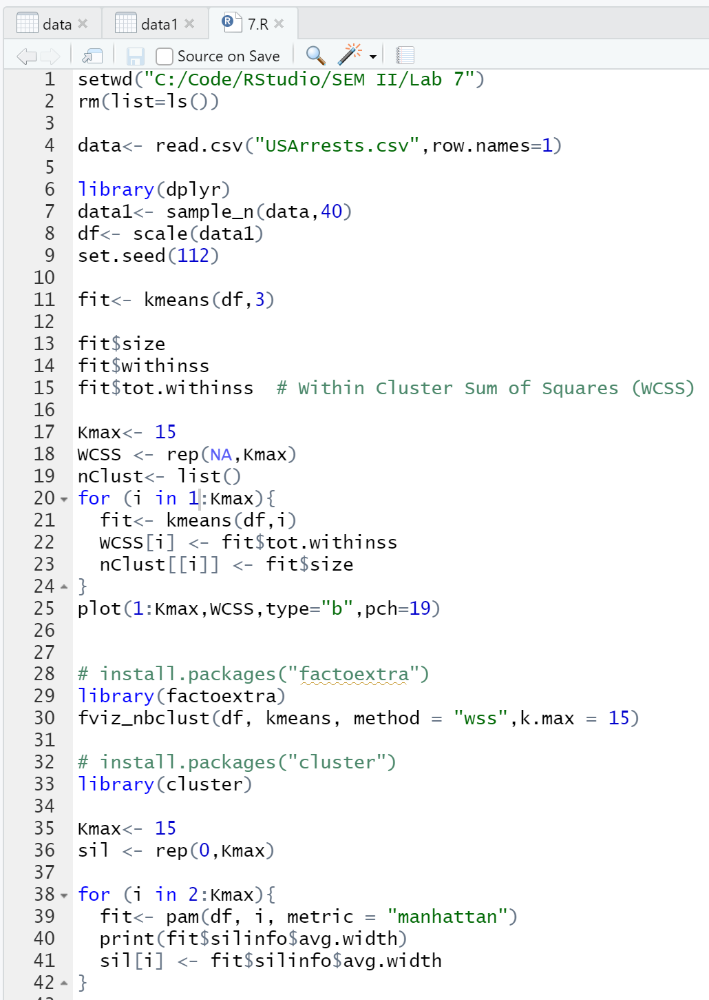 data
data1
7.R
Source on Save
1 setwd("C:/Code/RStudio/SEM II/Lab 7")
2 rm(list=ls())
3
4 data<- read.csv("USArrests.csv",row.names=1)
5
6 library(dplyr)
7 data1<- sample_n(data,40)
8 df<- scale(data1)
9 set.seed(112)
10
11 fit<- kmeans(df,3)
12
13 fit$size
14 fit$withinss
15 fit$tot.withinss  # Within Cluster Sum of Squares (WCSS)
16
17 Kmax<- 15
18 WCSS <- rep(NA,Kmax)
19 nClust<- list()
20 for (i in 1:Kmax){
21   fit<- kmeans(df,i)
22   WCSS[i] <- fit$tot.withinss
23   nClust[[i]] <- fit$size
24 }
25 plot(1:Kmax,WCSS,type="b",pch=19)
26
27
28 # install.packages("factoextra")
29 library(factoextra)
30 fviz_nbclust(df, kmeans, method = "wss",k.max = 15)
31
32 # install.packages("cluster")
33 library(cluster)
34
35 Kmax<- 15
36 sil <- rep(0,Kmax)
37
38 for (i in 2:Kmax){
39   fit<- pam(df, i, metric = "manhattan")
40   print(fit$silinfo$avg.width)
41   sil[i] <- fit$silinfo$avg.width
42 }